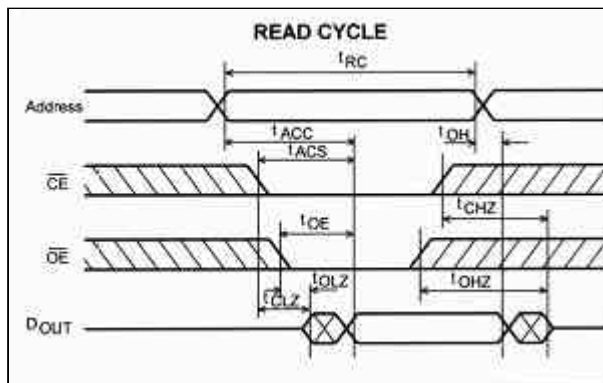 READ CYCLE
tRC
Address
tACC
tOH
tACS
CE
tCHZ
tOE
OE
tOLZ
tOHZ
tCLZ
DOUT